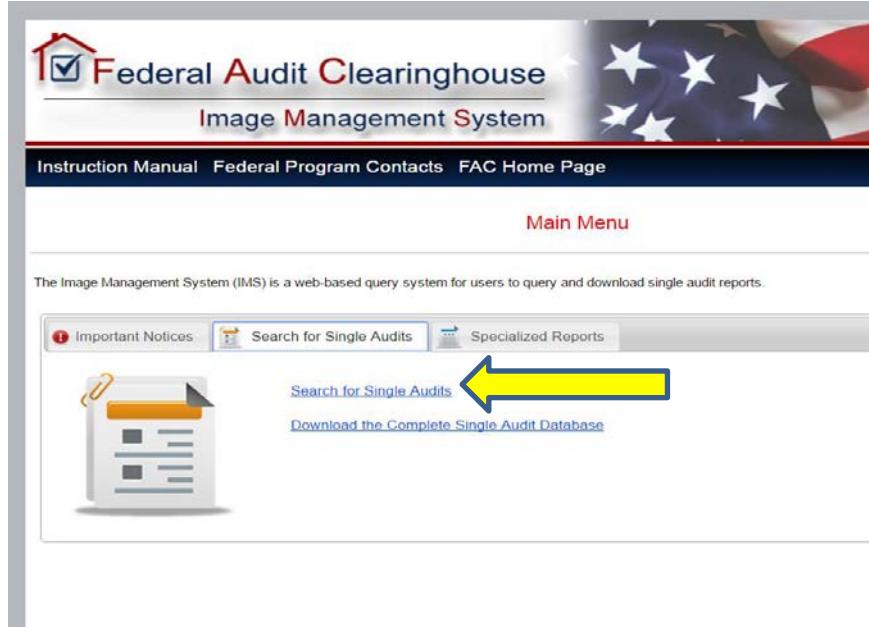 Federal Audit Clearinghouse
Image Management System
Instruction Manual Federal Program Contacts FAC Home Page
Main Menu
The Image Management System (IMS) is a web-based query system for users to query and download single audit reports.
Important Notices Search for Single Audits Specialized Reports
Search for Single Audits
Download the Complete Single Audit Database